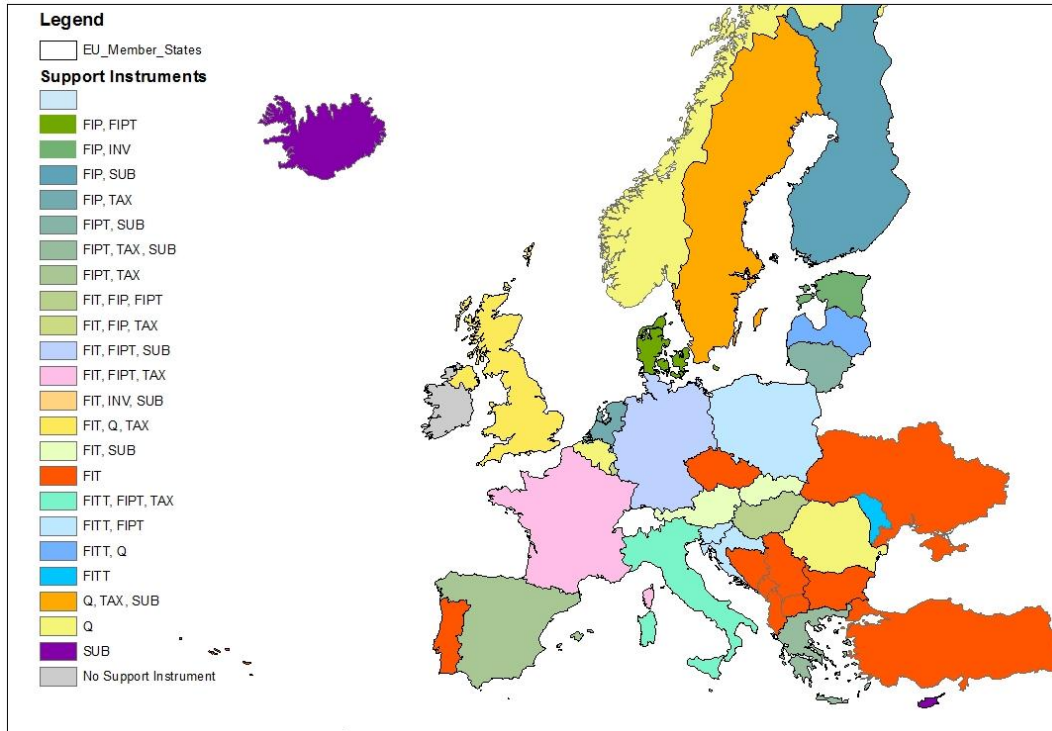 Legend
EU_Member_States
Support Instruments
FIP, FIPT
FIP, INV
FIP, SUB
FIP, TAX
FIPT, SUB
FIPT, TAX, SUB
FIPT, TAX
FIT, FIP, FIPT
FIT, FIP, TAX
FIT, FIPT, SUB
FIT, FIPT, TAX
FIT, INV, SUB
FIT, Q, TAX
FIT, SUB
FIT
FITT, FIPT, TAX
FITT, FIPT
FITT, Q
FITT
Q, TAX, SUB
Q
SUB
No Support Instrument